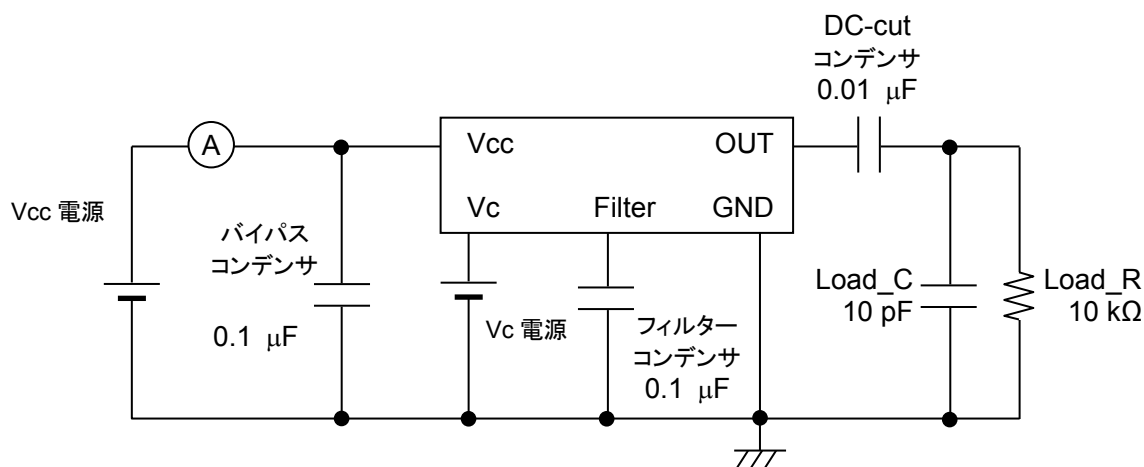 DC-cut
コンデンサ
0.01 μF
A
Vcc
OUT
Vcc 電源
Vc
Filter
GND
バイパス
コンデンサ
0.1 μF
Vc 電源
フィルター
コンデンサ
0.1 μF
Load_C
10 pF
Load_R
10 kΩ